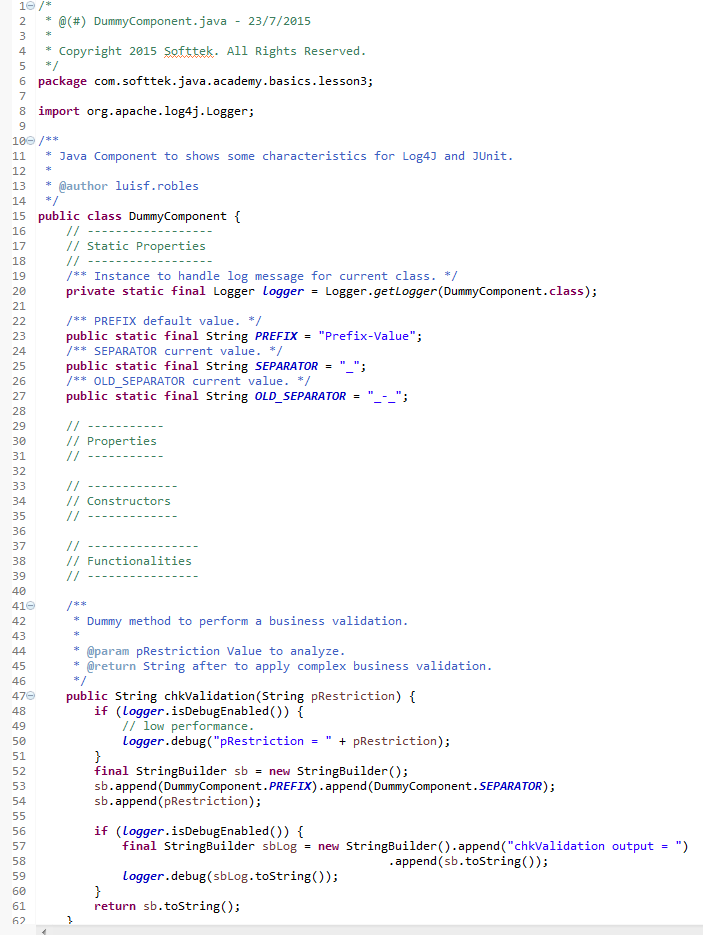 1 /*
2  * @(#) DummyComponent.java - 23/7/2015
3  *
4  * Copyright 2015 Softtek. All Rights Reserved.
5  */
6 package com.softtek.java.academy.basics.lesson3;
7
8 import org.apache.log4j.Logger;
9
10 /**
11  * Java Component to shows some characteristics for Log4J and JUnit.
12  *
13  * @author luisf.robles
14  */
15 public class DummyComponent {
16     // ------------------
17     // Static Properties
18     // ------------------
19     /** Instance to handle log message for current class. */
20     private static final Logger logger = Logger.getLogger(DummyComponent.class);
21
22     /** PREFIX default value. */
23     public static final String PREFIX = "Prefix-Value";
24     /** SEPARATOR current value. */
25     public static final String SEPARATOR = "_";
26     /** OLD_SEPARATOR current value. */
27     public static final String OLD_SEPARATOR = "_-_";
28
29     // -----------
30     // Properties
31     // -----------
32
33     // -------------
34     // Constructors
35     // -------------
36
37     // ----------------
38     // Functionalities
39     // ----------------
40
41     /**
42      * Dummy method to perform a business validation.
43      *
44      * @param pRestriction Value to analyze.
45      * @return String after to apply complex business validation.
46      */
47     public String chkValidation(String pRestriction) {
48         if (logger.isDebugEnabled()) {
49             // low performance.
50             logger.debug("pRestriction = " + pRestriction);
51         }
52         final StringBuilder sb = new StringBuilder();
53         sb.append(DummyComponent.PREFIX).append(DummyComponent.SEPARATOR);
54         sb.append(pRestriction);
55
56         if (logger.isDebugEnabled()) {
57             final StringBuilder sbLog = new StringBuilder().append("chkValidation output = ")
58                                                   .append(sb.toString());
59             logger.debug(sbLog.toString());
60         }
61         return sb.toString();
62     }